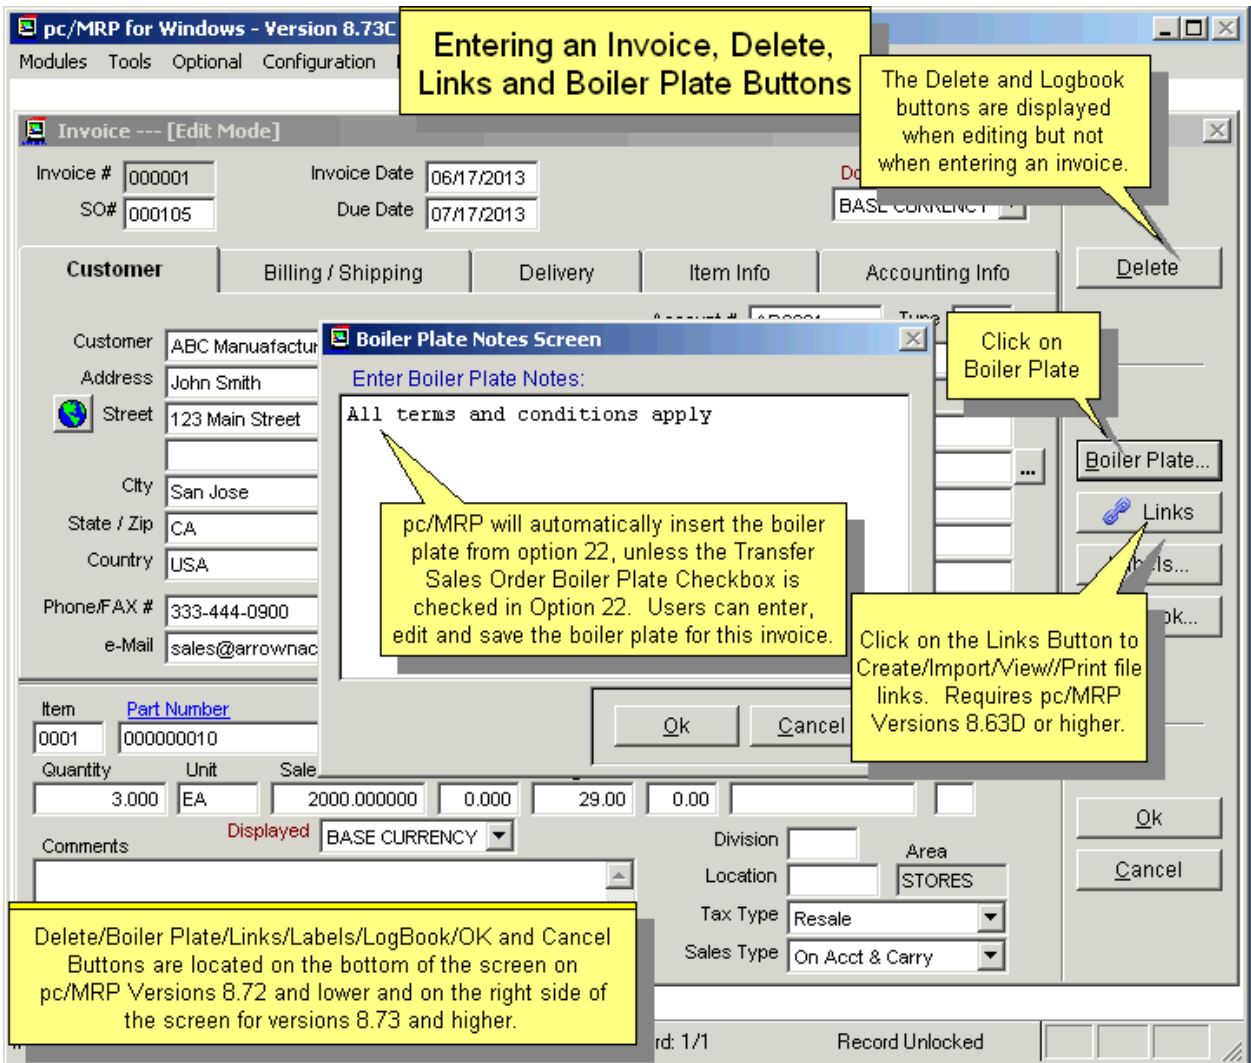 pc/MRP for Windows - Version 8.73C
Entering an Invoice, Delete,
Links and Boiler Plate Buttons
Modules Tools Optional Configuration
The Delete and Logbook
buttons are displayed
when editing but not
when entering an invoice.
Invoice --- [Edit Mode]
Invoice # 000001 Invoice Date 06/17/2013
SO# 000105 Due Date 07/17/2013
BASE CURRENCY
Customer Billing / Shipping Delivery Item Info Accounting Info
Delete
Customer ABC Manuafactur
Address John Smith
Street 123 Main Street
City San Jose
State / Zip CA
Country USA
Phone/FAX # 333-444-0900
e-Mail sales@arrownac
Boiler Plate Notes Screen
Enter Boiler Plate Notes:
All terms and conditions apply
pc/MRP will automatically insert the boiler
plate from option 22, unless the Transfer
Sales Order Boiler Plate Checkbox is
checked in Option 22. Users can enter,
edit and save the boiler plate for this invoice.
Ok Cancel
Click on
Boiler Plate
Boiler Plate...
...
Links
Click on the Links Button to
Create/Import/View//Print file
links. Requires pc/MRP
Versions 8.63D or higher.
Item Part Number
0001 000000010
Quantity Unit Sale
3.000 EA 2000.000000 0.000 29.00 0.00
Displayed BASE CURRENCY
Comments
Division
Area
Location STORES
Tax Type Resale
Sales Type On Acct & Carry
Ok
Cancel
Delete/Boiler Plate/Links/Labels/LogBook/OK and Cancel
Buttons are located on the bottom of the screen on
pc/MRP Versions 8.72 and lower and on the right side of
the screen for versions 8.73 and higher.
rd: 1/1 Record Unlocked